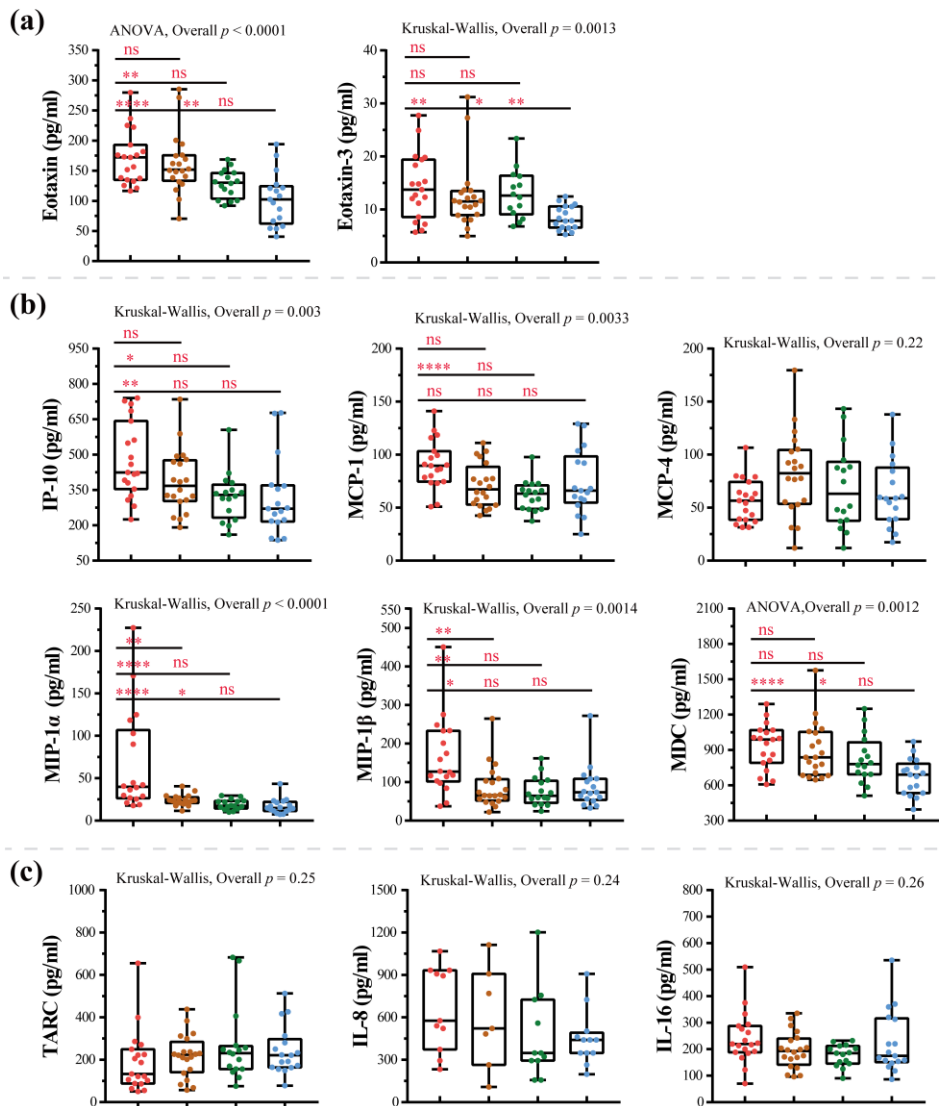 (a)
ANOVA, Overall p < 0.0001
Eotaxin (pg/ml)
350
300
250
200
150
100
50
0
ns
** ns
**** ** ns
Kruskal-Wallis, Overall p = 0.0013
Eotaxin-3 (pg/ml)
40
30
20
10
0
ns
ns ns
** * **
(b)
Kruskal-Wallis, Overall p = 0.003
IP-10 (pg/ml)
950
750
650
500
350
200
50
ns
* ns
** ns ns
Kruskal-Wallis, Overall p = 0.0033
MCP-1 (pg/ml)
200
150
100
50
0
ns
**** ns
ns ns ns
Kruskal-Wallis, Overall p = 0.22
MCP-4 (pg/ml)
200
150
100
50
0
Kruskal-Wallis, Overall p < 0.0001
MIP-1α (pg/ml)
250
200
150
100
50
0
**
**** ns
**** * ns
Kruskal-Wallis, Overall p = 0.0014
MIP-1β (pg/ml)
550
500
450
400
300
200
100
0
**
** ns
* ns ns
ANOVA,Overall p = 0.0012
MDC (pg/ml)
2100
1800
1500
1200
900
600
300
ns
ns ns
**** * ns
(c)
Kruskal-Wallis, Overall p = 0.25
TARC (pg/ml)
1000
800
600
400
200
0
Kruskal-Wallis, Overall p = 0.24
IL-8 (pg/ml)
1500
1200
900
600
300
0
Kruskal-Wallis, Overall p = 0.26
IL-16 (pg/ml)
800
700
600
500
400
300
200
100
0